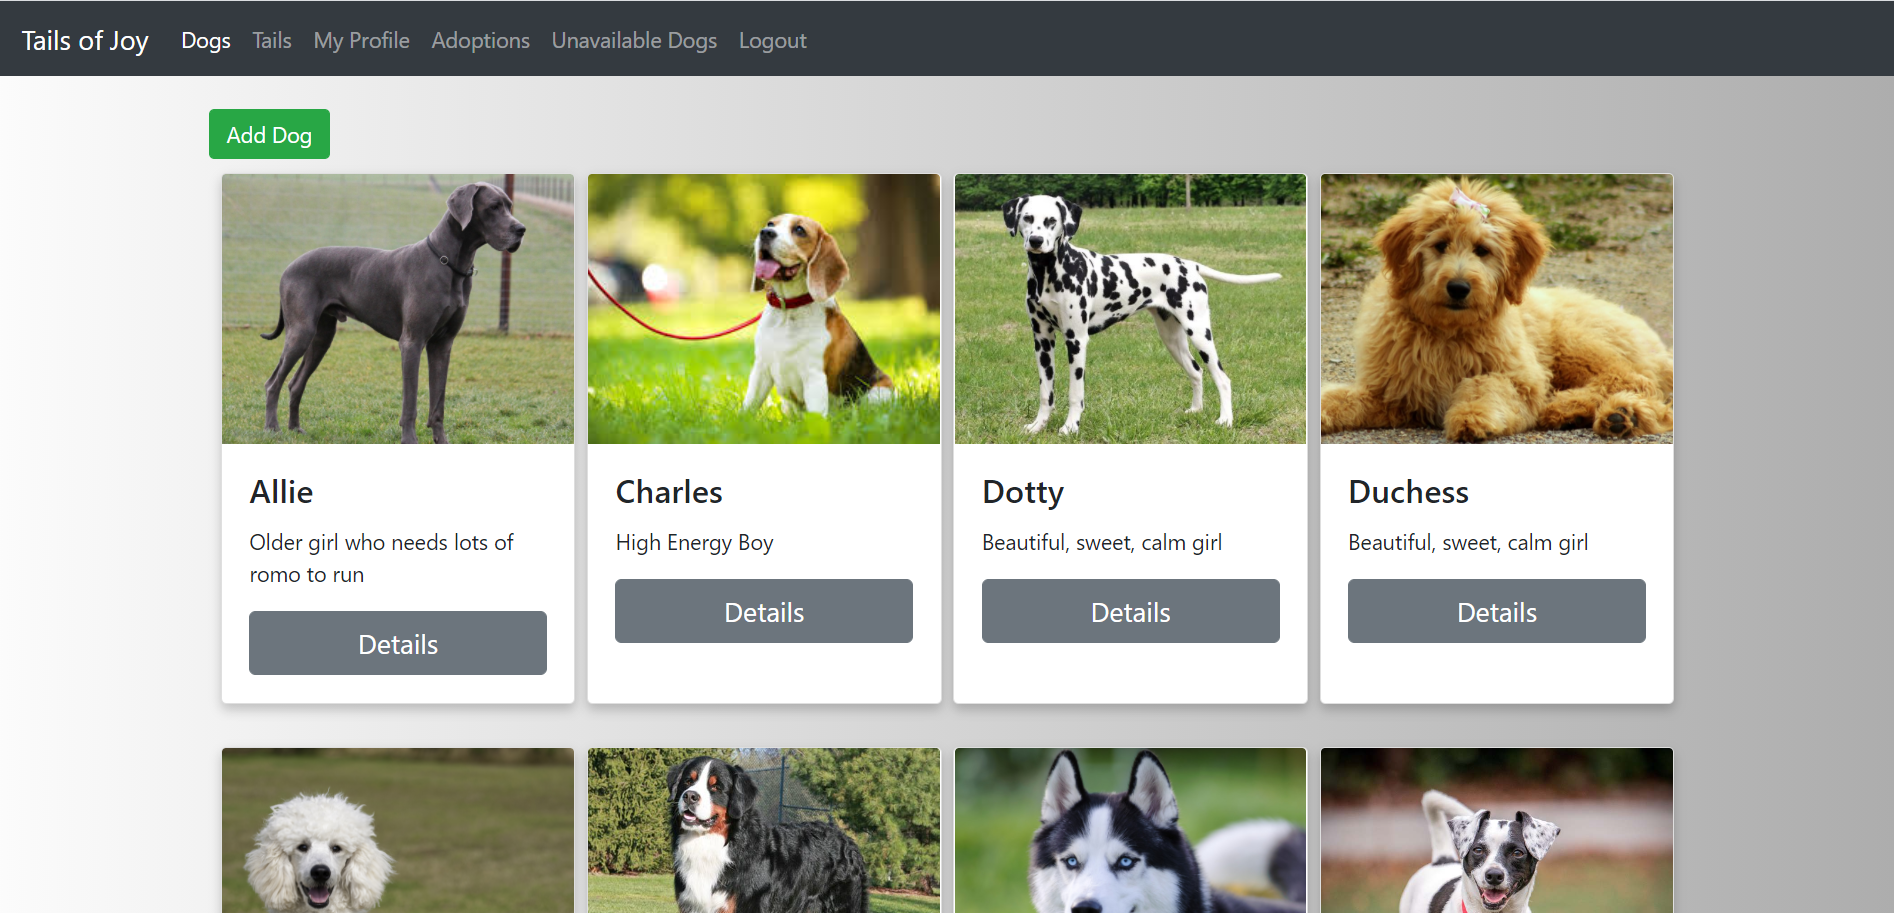 Tails of Joy Dogs Tails My Profile Adoptions Unavailable Dogs Logout
Add Dog
Allie
Older girl who needs lots of
romo to run
Details
Charles
High Energy Boy
Details
Dotty
Beautiful, sweet, calm girl
Details
Duchess
Beautiful, sweet, calm girl
Details